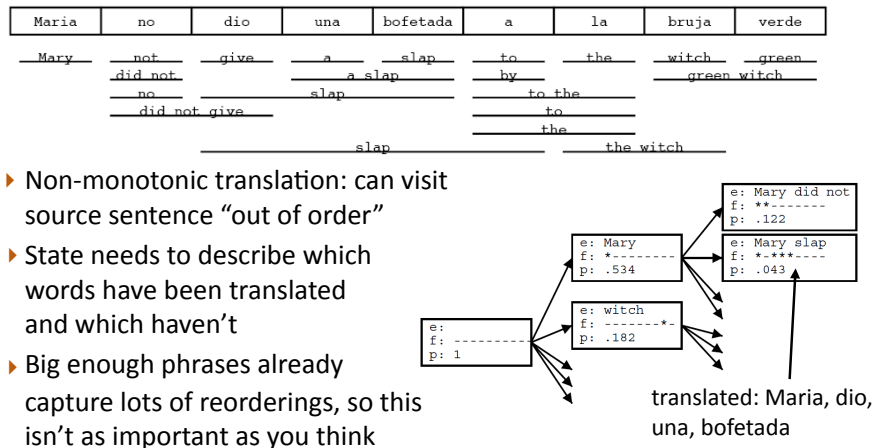 Maria no dio una bofetada a la bruja verde
Mary not give a slap to the witch green
did not a slap by green witch
no slap to the
did not give to
the
slap the witch
▸ Non-monotonic translation: can visit
source sentence “out of order”
▸ State needs to describe which
words have been translated
and which haven’t
▸ Big enough phrases already
capture lots of reorderings, so this
isn’t as important as you think
e:
f: ---------
p: 1
e: Mary
f: *--------
p: .534
e: witch
f: -------*-
p: .182
e: Mary did not
f: **-------
p: .122
e: Mary slap
f: *-***----
p: .043
translated: Maria, dio,
una, bofetada